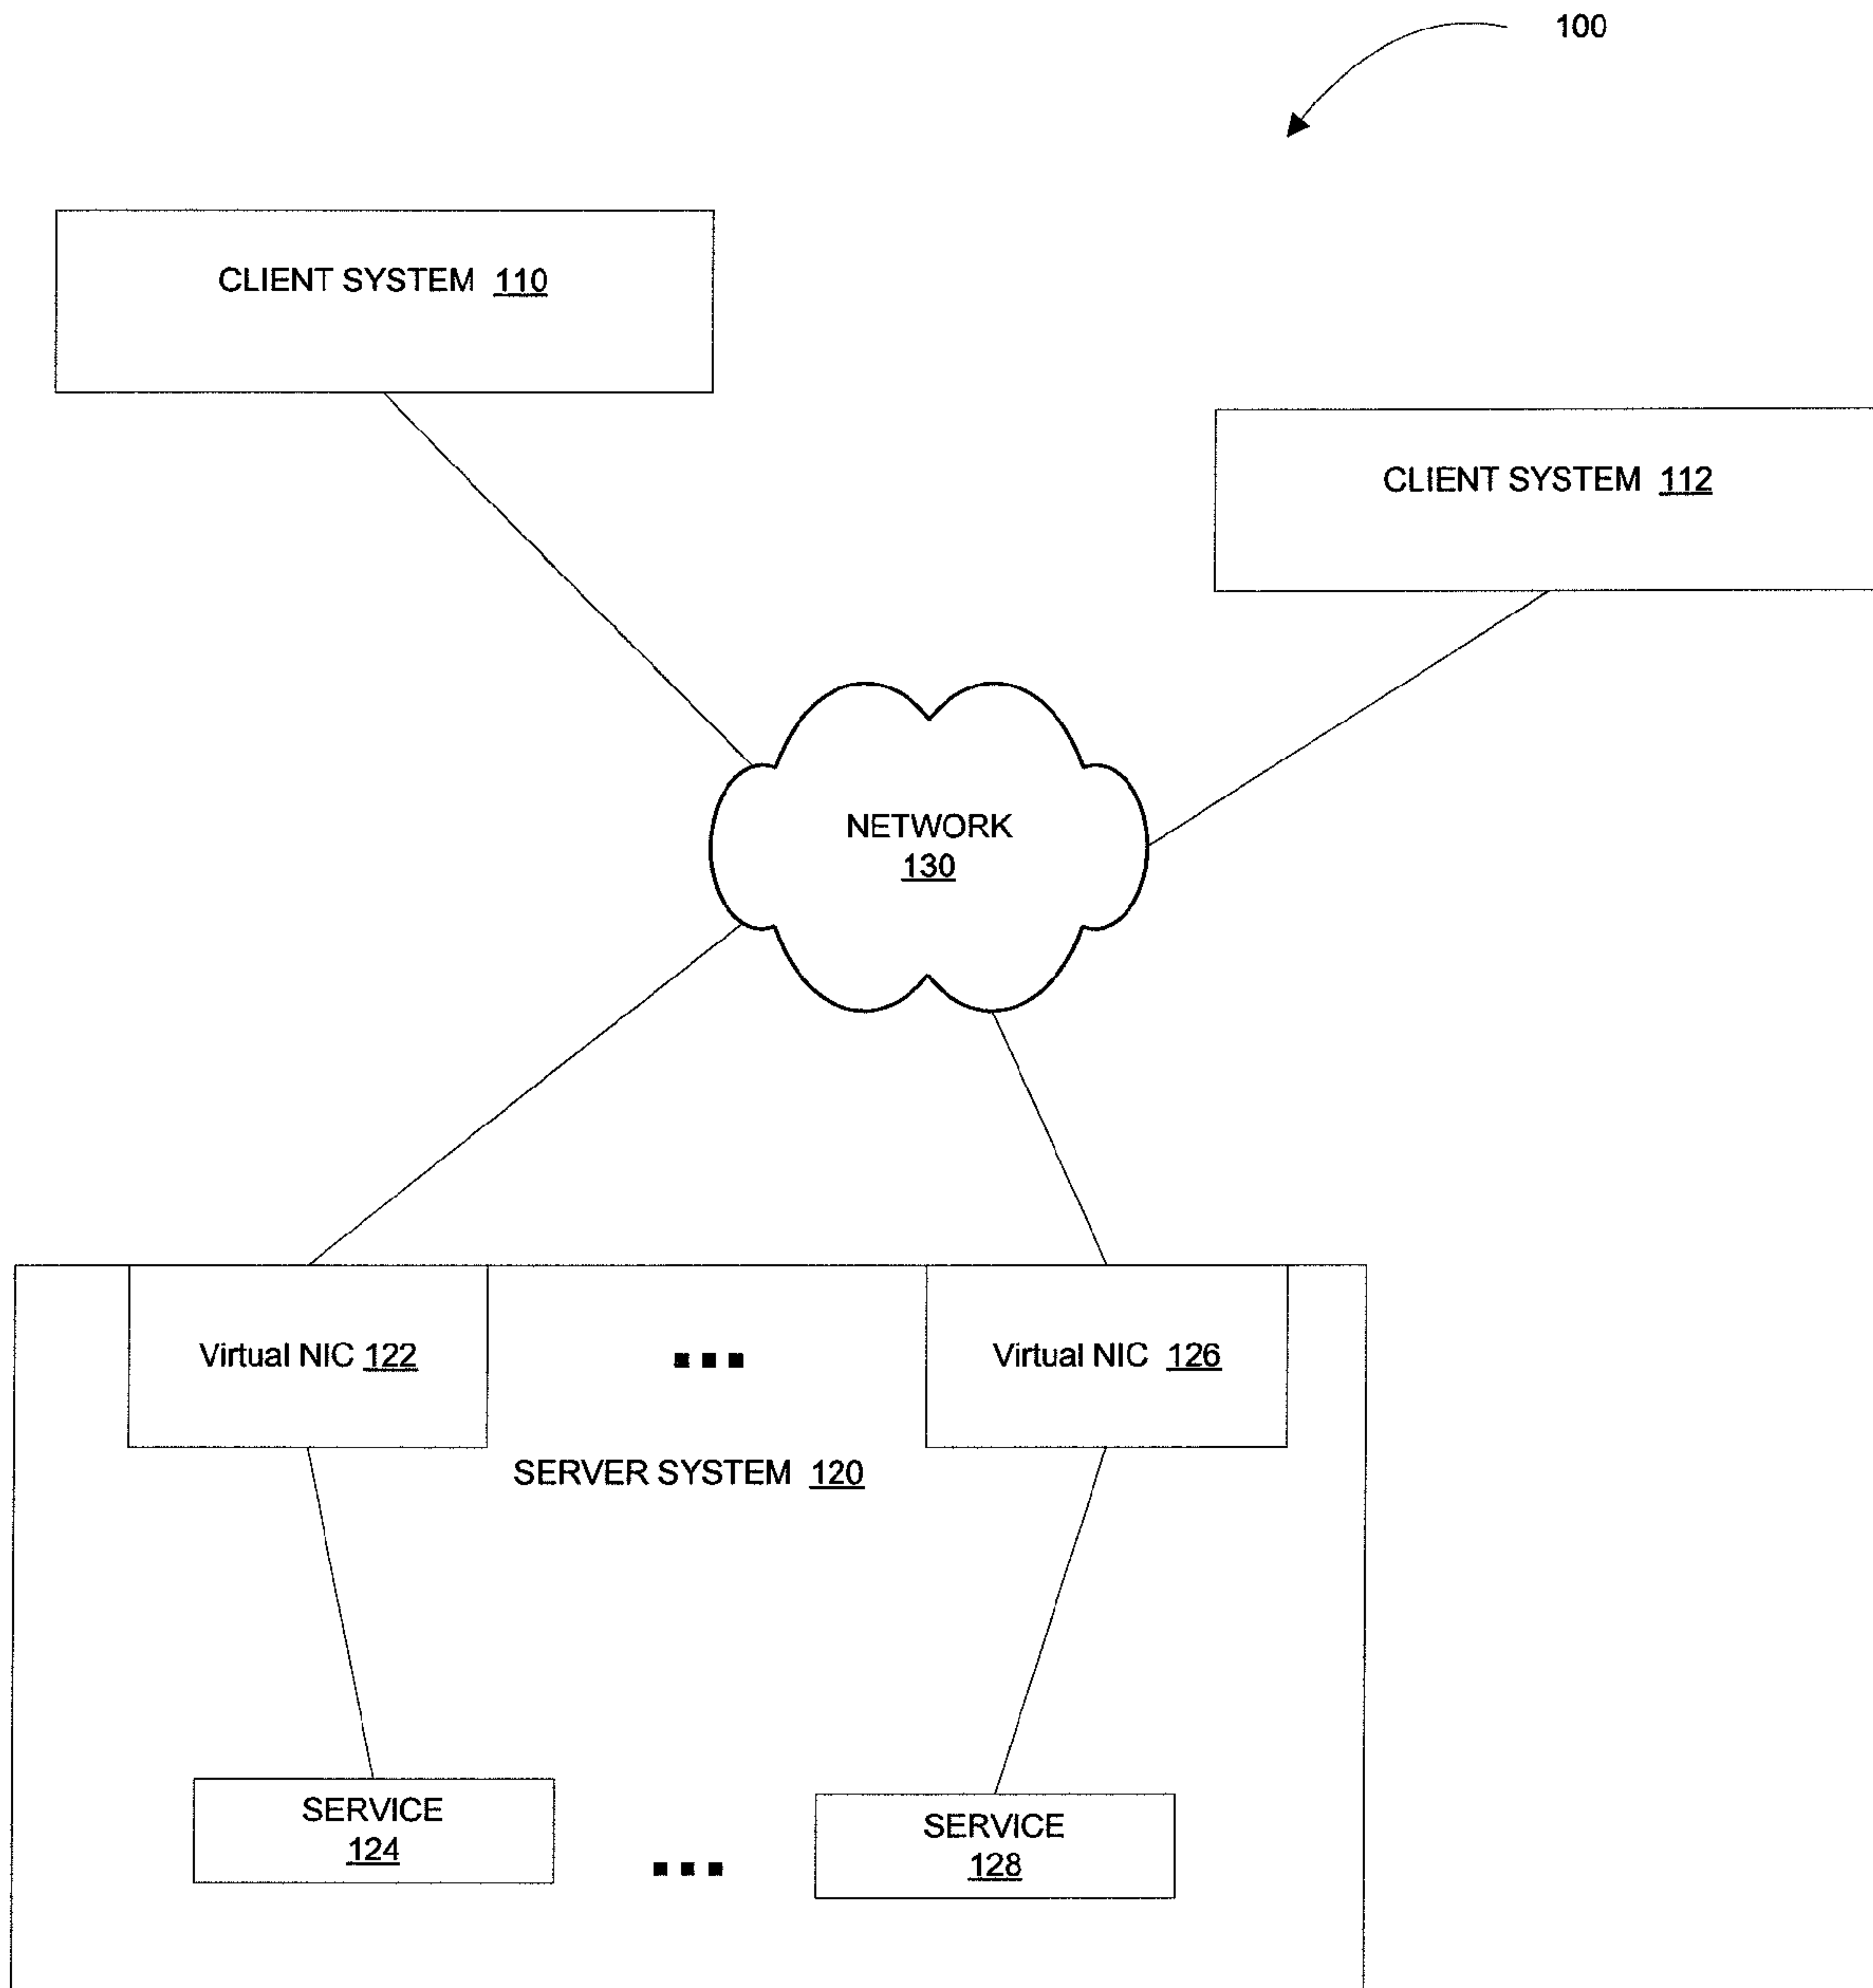 100
CLIENT SYSTEM 110
CLIENT SYSTEM 112
NETWORK
130
Virtual NIC 122
Virtual NIC 126
SERVER SYSTEM 120
SERVICE
124
SERVICE
128